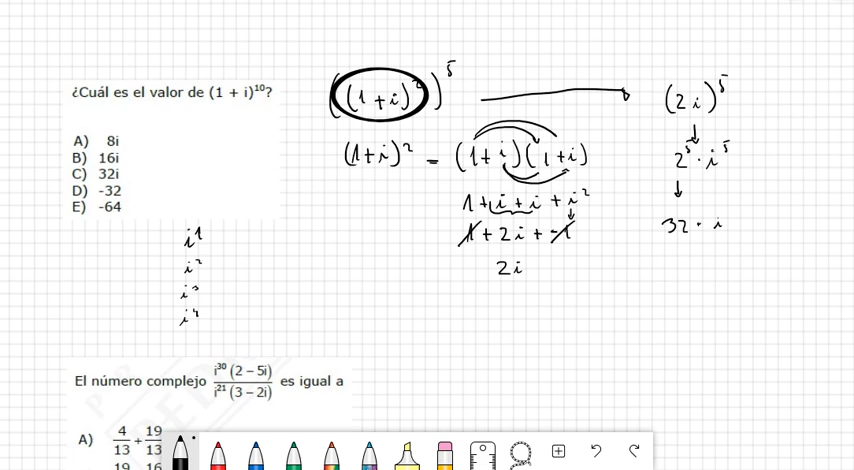 ¿Cuál es el valor de (1 + i)¹⁰?
A) 8i
B) 16i
C) 32i
D) -32
E) -64
((1+i)²)⁵ → (2i)⁵
(1+i)² = (1+i)(1+i)
1+i+i+i²
1+2i+-1
2i
2⁵·i⁵
32·i
i¹
i²
i³
i⁴
El número complejo i³⁰ (2 – 5i) / i²¹ (3 – 2i) es igual a
A) 4/13 + 19/13
19 16